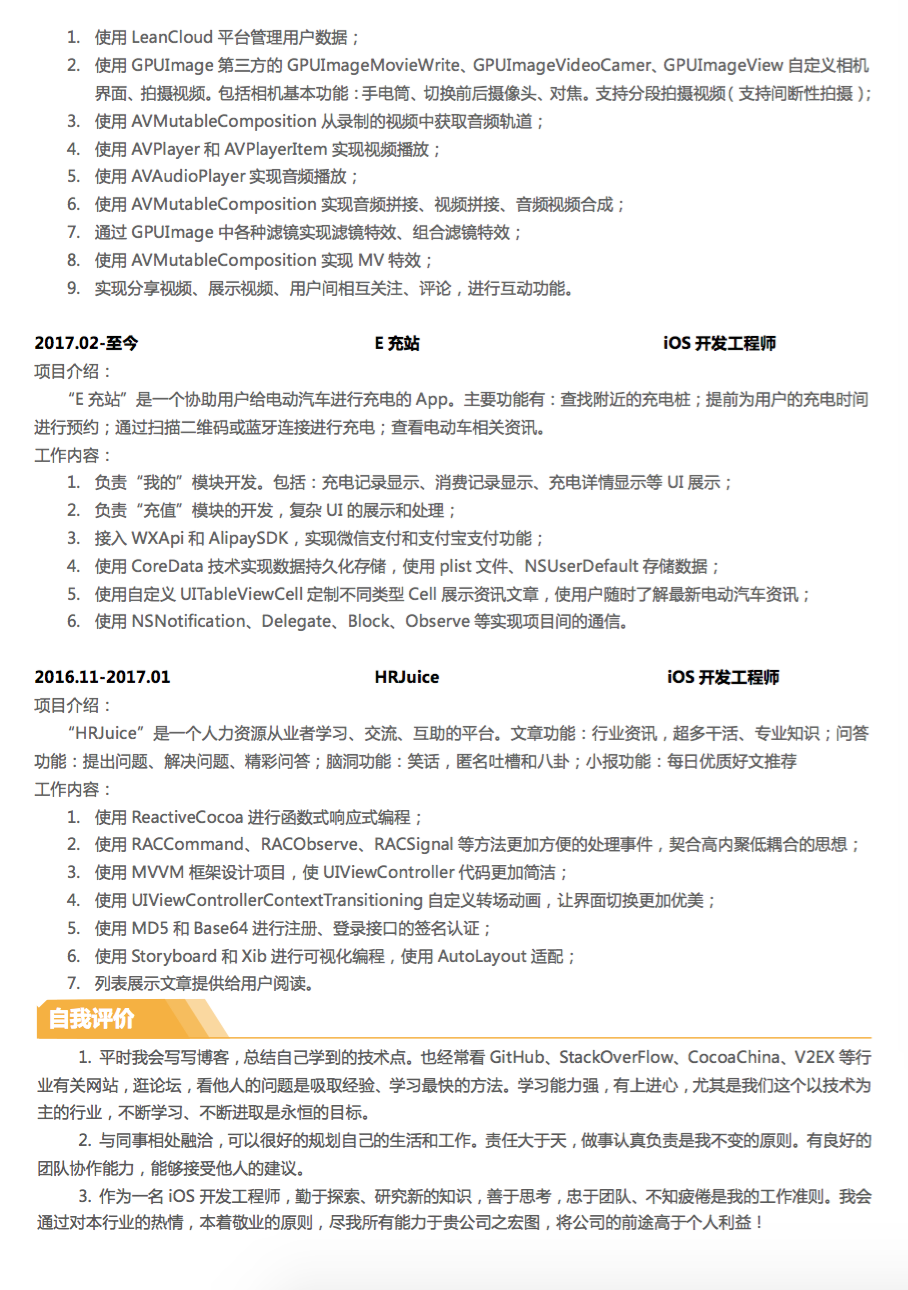 1. 使用 LeanCloud 平台管理用户数据；
2. 使用 GPUImage 第三方的 GPUImageMovieWrite、GPUImageVideoCamer、GPUImageView 自定义相机
界面、拍摄视频。包括相机基本功能：手电筒、切换前后摄像头、对焦。支持分段拍摄视频（支持间断性拍摄）；
3. 使用 AVMutableComposition 从录制的视频中获取音频轨道；
4. 使用 AVPlayer 和 AVPlayerItem 实现视频播放；
5. 使用 AVAudioPlayer 实现音频播放；
6. 使用 AVMutableComposition 实现音频拼接、视频拼接、音频视频合成；
7. 通过 GPUImage 中各种滤镜实现滤镜特效、组合滤镜特效；
8. 使用 AVMutableComposition 实现 MV 特效；
9. 实现分享视频、展示视频、用户间相互关注、评论，进行互动功能。
2017.02-至今 E 充站 iOS 开发工程师
项目介绍：
“E 充站”是一个协助用户给电动汽车进行充电的 App。主要功能有：查找附近的充电桩；提前为用户的充电时间
进行预约；通过扫描二维码或蓝牙连接进行充电；查看电动车相关资讯。
工作内容：
1. 负责“我的”模块开发。包括：充电记录显示、消费记录显示、充电详情显示等 UI 展示；
2. 负责“充值”模块的开发，复杂 UI 的展示和处理；
3. 接入 WXApi 和 AlipaySDK，实现微信支付和支付宝支付功能；
4. 使用 CoreData 技术实现数据持久化存储，使用 plist 文件、NSUserDefault 存储数据；
5. 使用自定义 UITableViewCell 定制不同类型 Cell 展示资讯文章，使用户随时了解最新电动汽车资讯；
6. 使用 NSNotification、Delegate、Block、Observe 等实现项目间的通信。
2016.11-2017.01 HRJuice iOS 开发工程师
项目介绍：
“HRJuice”是一个人力资源从业者学习、交流、互助的平台。文章功能：行业资讯，超多干活、专业知识；问答
功能：提出问题、解决问题、精彩问答；脑洞功能：笑话，匿名吐槽和八卦；小报功能：每日优质好文推荐
工作内容：
1. 使用 ReactiveCocoa 进行函数式响应式编程；
2. 使用 RACCommand、RACObserve、RACSignal 等方法更加方便的处理事件，契合高内聚低耦合的思想；
3. 使用 MVVM 框架设计项目，使 UIViewController 代码更加简洁；
4. 使用 UIViewControllerContextTransitioning 自定义转场动画，让界面切换更加优美；
5. 使用 MD5 和 Base64 进行注册、登录接口的签名认证；
6. 使用 Storyboard 和 Xib 进行可视化编程，使用 AutoLayout 适配；
7. 列表展示文章提供给用户阅读。
自我评价
1. 平时我会写写博客，总结自己学到的技术点。也经常看 GitHub、StackOverFlow、CocoaChina、V2EX 等行
业有关网站，逛论坛，看他人的问题是吸取经验、学习最快的方法。学习能力强，有上进心，尤其是我们这个以技术为
主的行业，不断学习、不断进取是永恒的目标。
2. 与同事相处融洽，可以很好的规划自己的生活和工作。责任大于天，做事认真负责是我不变的原则。有良好的
团队协作能力，能够接受他人的建议。
3. 作为一名 iOS 开发工程师，勤于探索、研究新的知识，善于思考，忠于团队、不知疲倦是我的工作准则。我会
通过对本行业的热情，本着敬业的原则，尽我所有能力于贵公司之宏图，将公司的前途高于个人利益！